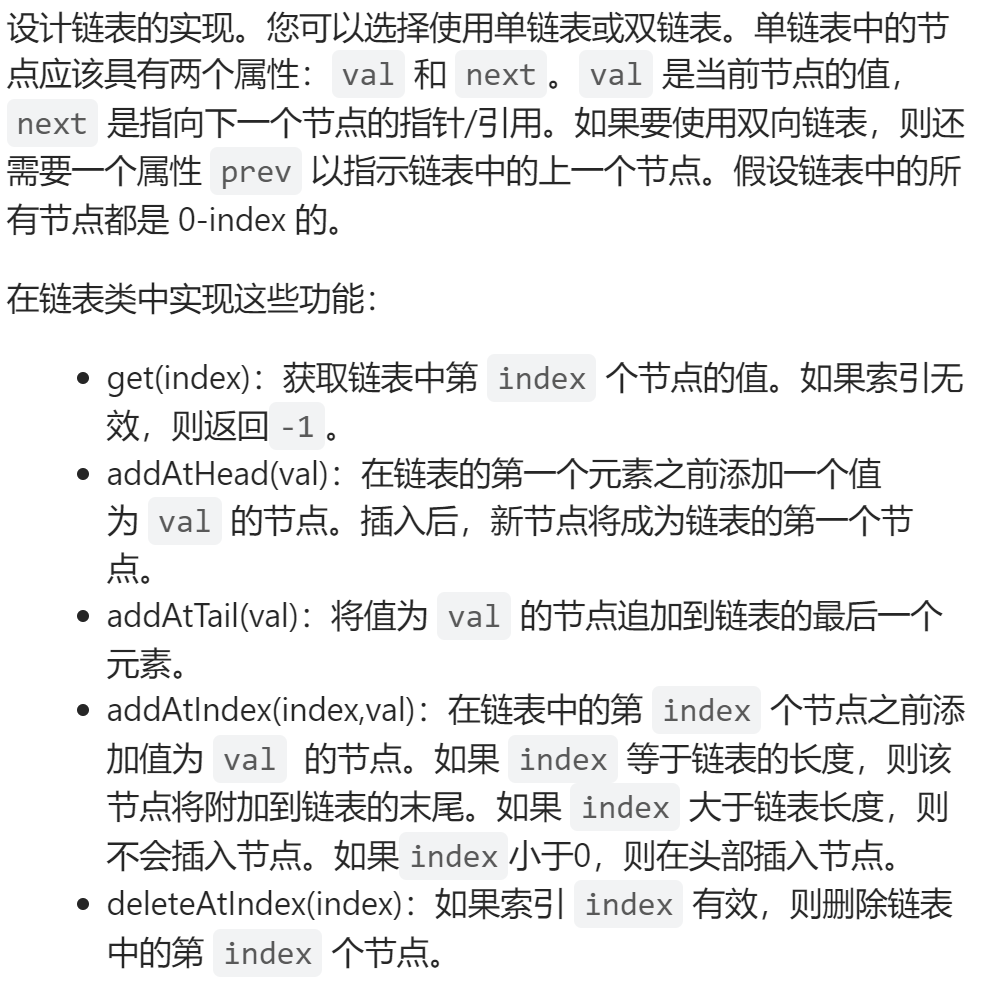 设计链表的实现。您可以选择使用单链表或双链表。单链表中的节
点应该具有两个属性：val 和 next。val 是当前节点的值，
next 是指向下一个节点的指针/引用。如果要使用双向链表，则还
需要一个属性 prev 以指示链表中的上一个节点。假设链表中的所
有节点都是 0-index 的。
在链表类中实现这些功能：
• get(index)：获取链表中第 index 个节点的值。如果索引无
效，则返回 -1。
• addAtHead(val)：在链表的第一个元素之前添加一个值
为 val 的节点。插入后，新节点将成为链表的第一个节
点。
• addAtTail(val)：将值为 val 的节点追加到链表的最后一个
元素。
• addAtIndex(index,val)：在链表中的第 index 个节点之前添
加值为 val 的节点。如果 index 等于链表的长度，则该
节点将附加到链表的末尾。如果 index 大于链表长度，则
不会插入节点。如果 index 小于0，则在头部插入节点。
• deleteAtIndex(index)：如果索引 index 有效，则删除链表
中的第 index 个节点。